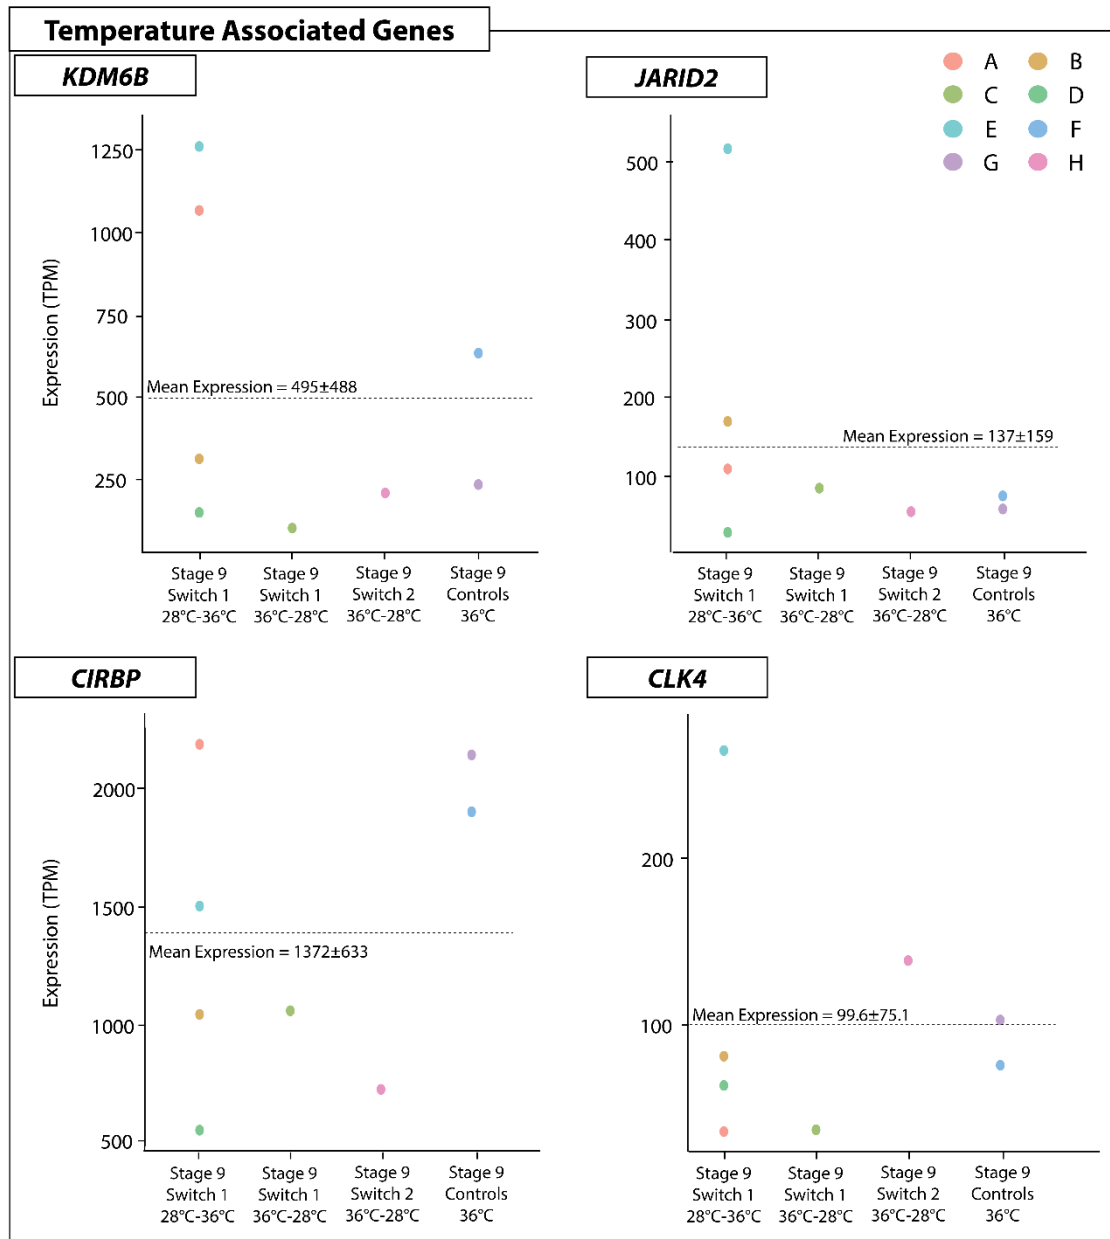 Temperature Associated Genes
KDM6B
JARID2
A
B
C
D
E
F
G
H
Expression (TPM)
1250
1000
750
500
250
Mean Expression = 495±488
Stage 9
Switch 1
28°C-36°C
Stage 9
Switch 1
36°C-28°C
Stage 9
Switch 2
36°C-28°C
Stage 9
Controls
36°C
500
400
300
200
100
Mean Expression = 137±159
Stage 9
Switch 1
28°C-36°C
Stage 9
Switch 1
36°C-28°C
Stage 9
Switch 2
36°C-28°C
Stage 9
Controls
36°C
CIRBP
Expression (TPM)
2000
1500
1000
500
Mean Expression = 1372±633
Stage 9
Switch 1
28°C-36°C
Stage 9
Switch 1
36°C-28°C
Stage 9
Switch 2
36°C-28°C
Stage 9
Controls
36°C
CLK4
200
100
Mean Expression = 99.6±75.1
Stage 9
Switch 1
28°C-36°C
Stage 9
Switch 1
36°C-28°C
Stage 9
Switch 2
36°C-28°C
Stage 9
Controls
36°C